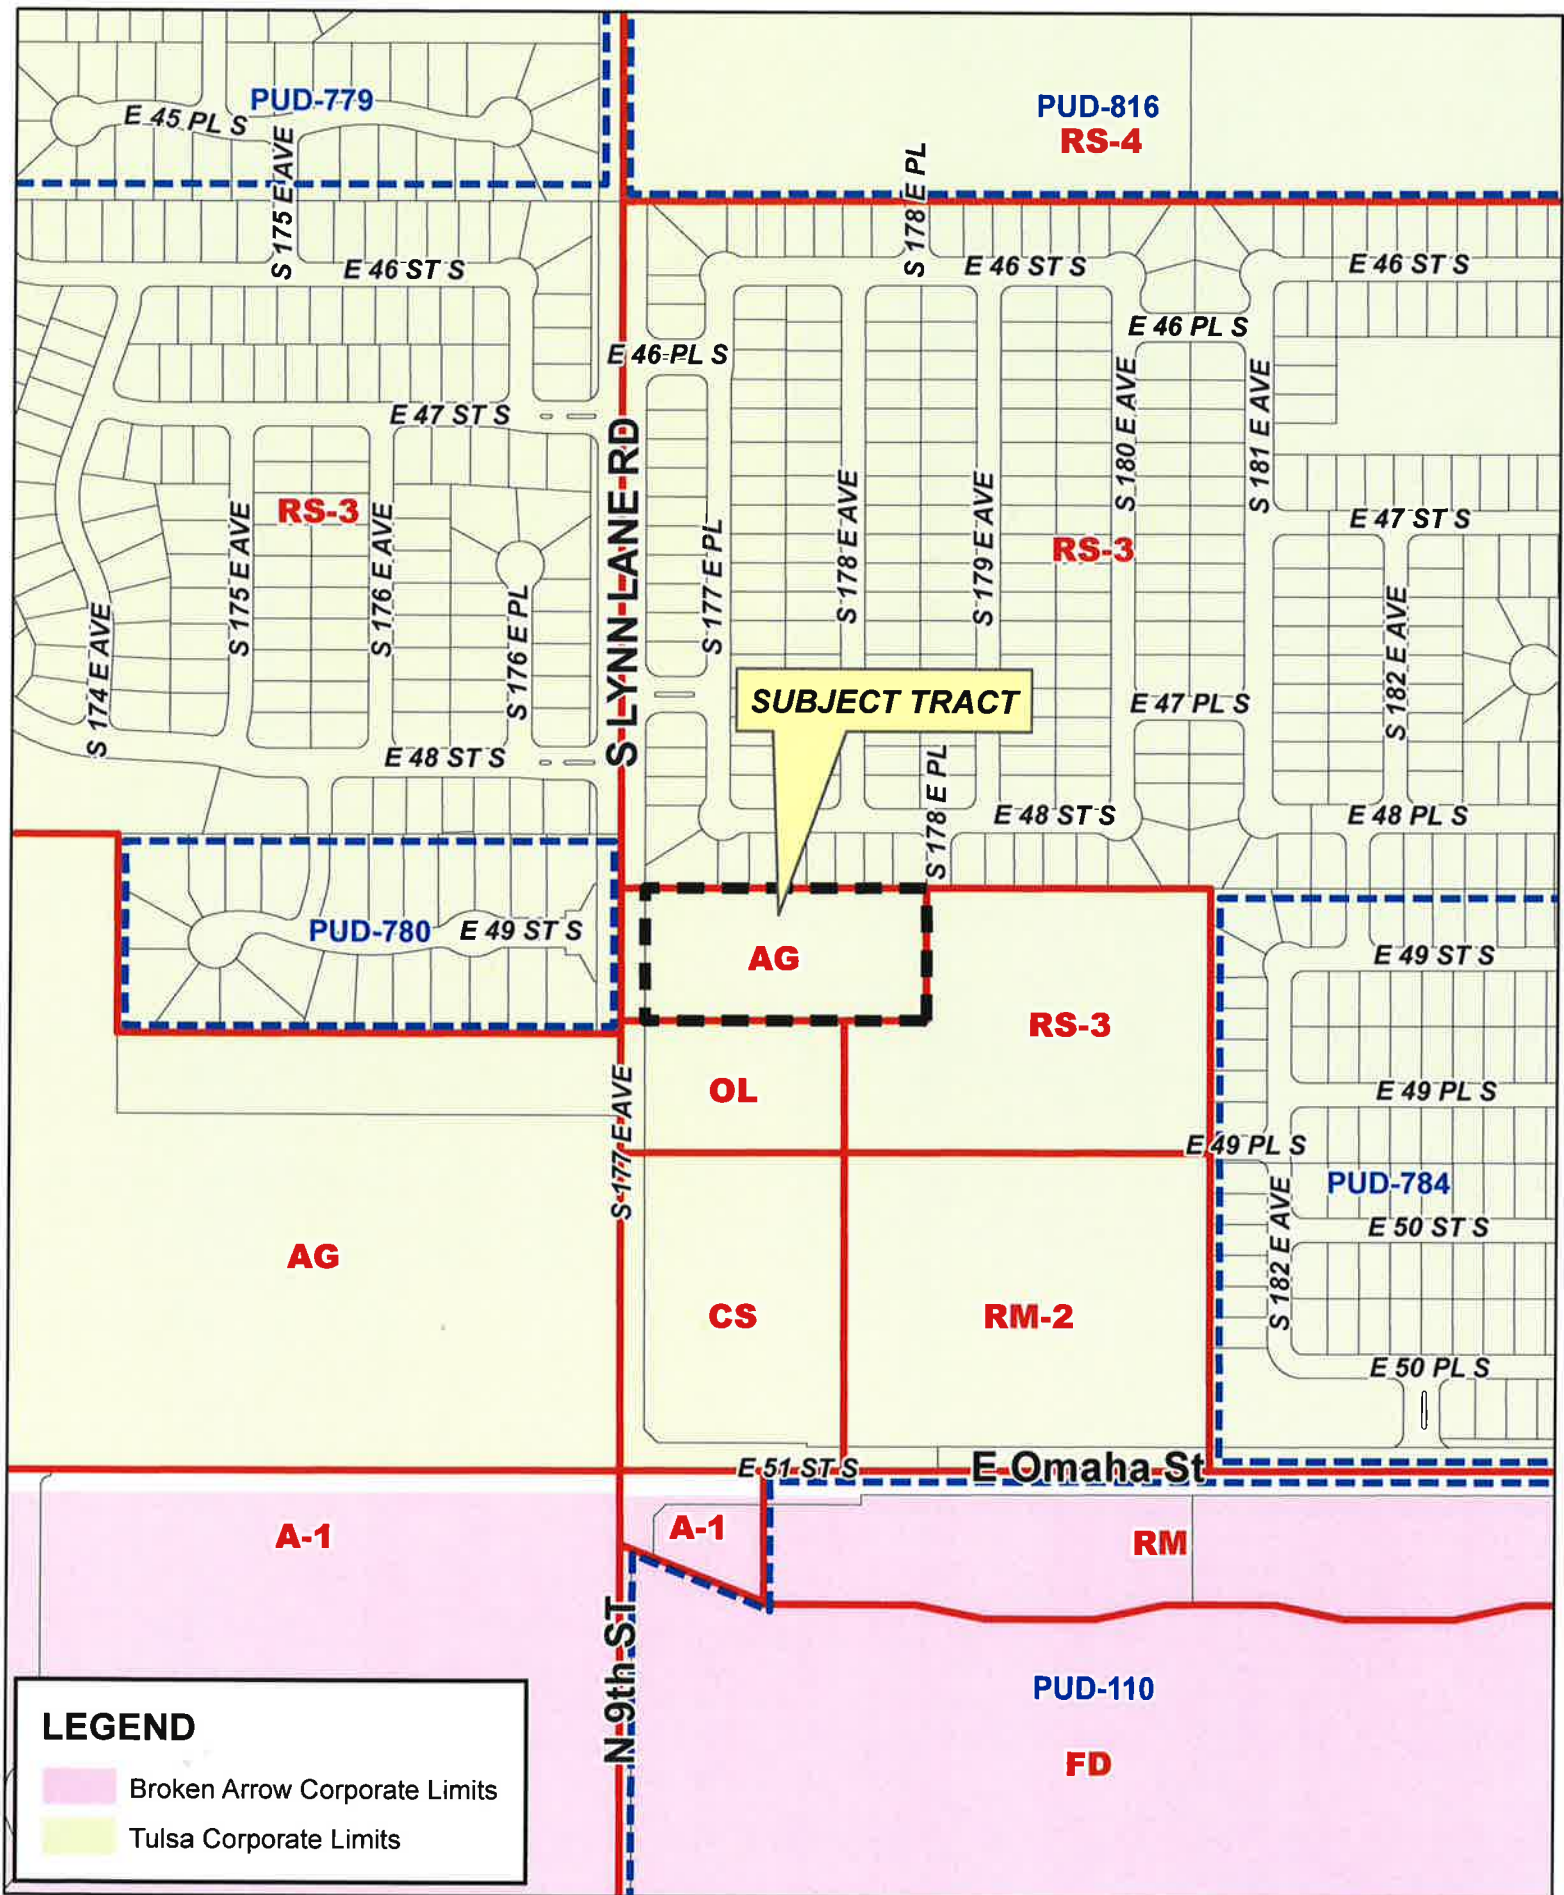 PUD-779
E 45 PL S
S 175 E AVE
PUD-816
RS-4
S 178 E PL
E 46 ST S
E 46 ST S
E 46 ST S
E 46 PL S
E 46 PL S
E 47 ST S
S LYNN LANE RD
S 180 E AVE
S 181 E AVE
RS-3
S 175 E AVE
S 176 E AVE
S 176 E PL
S 174 E AVE
S 177 E PL
S 178 E AVE
S 179 E AVE
RS-3
E 47 ST S
S 182 E AVE
SUBJECT TRACT
E 47 PL S
E 48 ST S
S 178 E PL
E 48 ST S
E 48 PL S
PUD-780
E 49 ST S
AG
E 49 ST S
RS-3
OL
S 177 E AVE
E 49 PL S
E 49 PL S
PUD-784
S 182 E AVE
E 50 ST S
AG
CS
RM-2
E 50 PL S
E 51 ST S
E Omaha St
A-1
A-1
RM
N 9th ST
PUD-110
FD
LEGEND
Broken Arrow Corporate Limits
Tulsa Corporate Limits